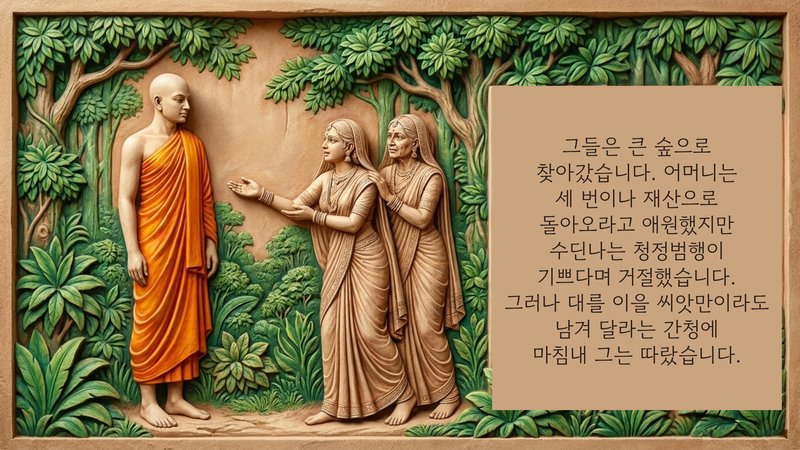 그들은 큰 숲으로
찾아갔습니다. 어머니는
세 번이나 재산으로
돌아오라고 애원했지만
수딘나는 청정범행이
기쁘다며 거절했습니다.
그러나 대를 이을 씨앗만이라도
남겨 달라는 간청에
마침내 그는 따랐습니다.